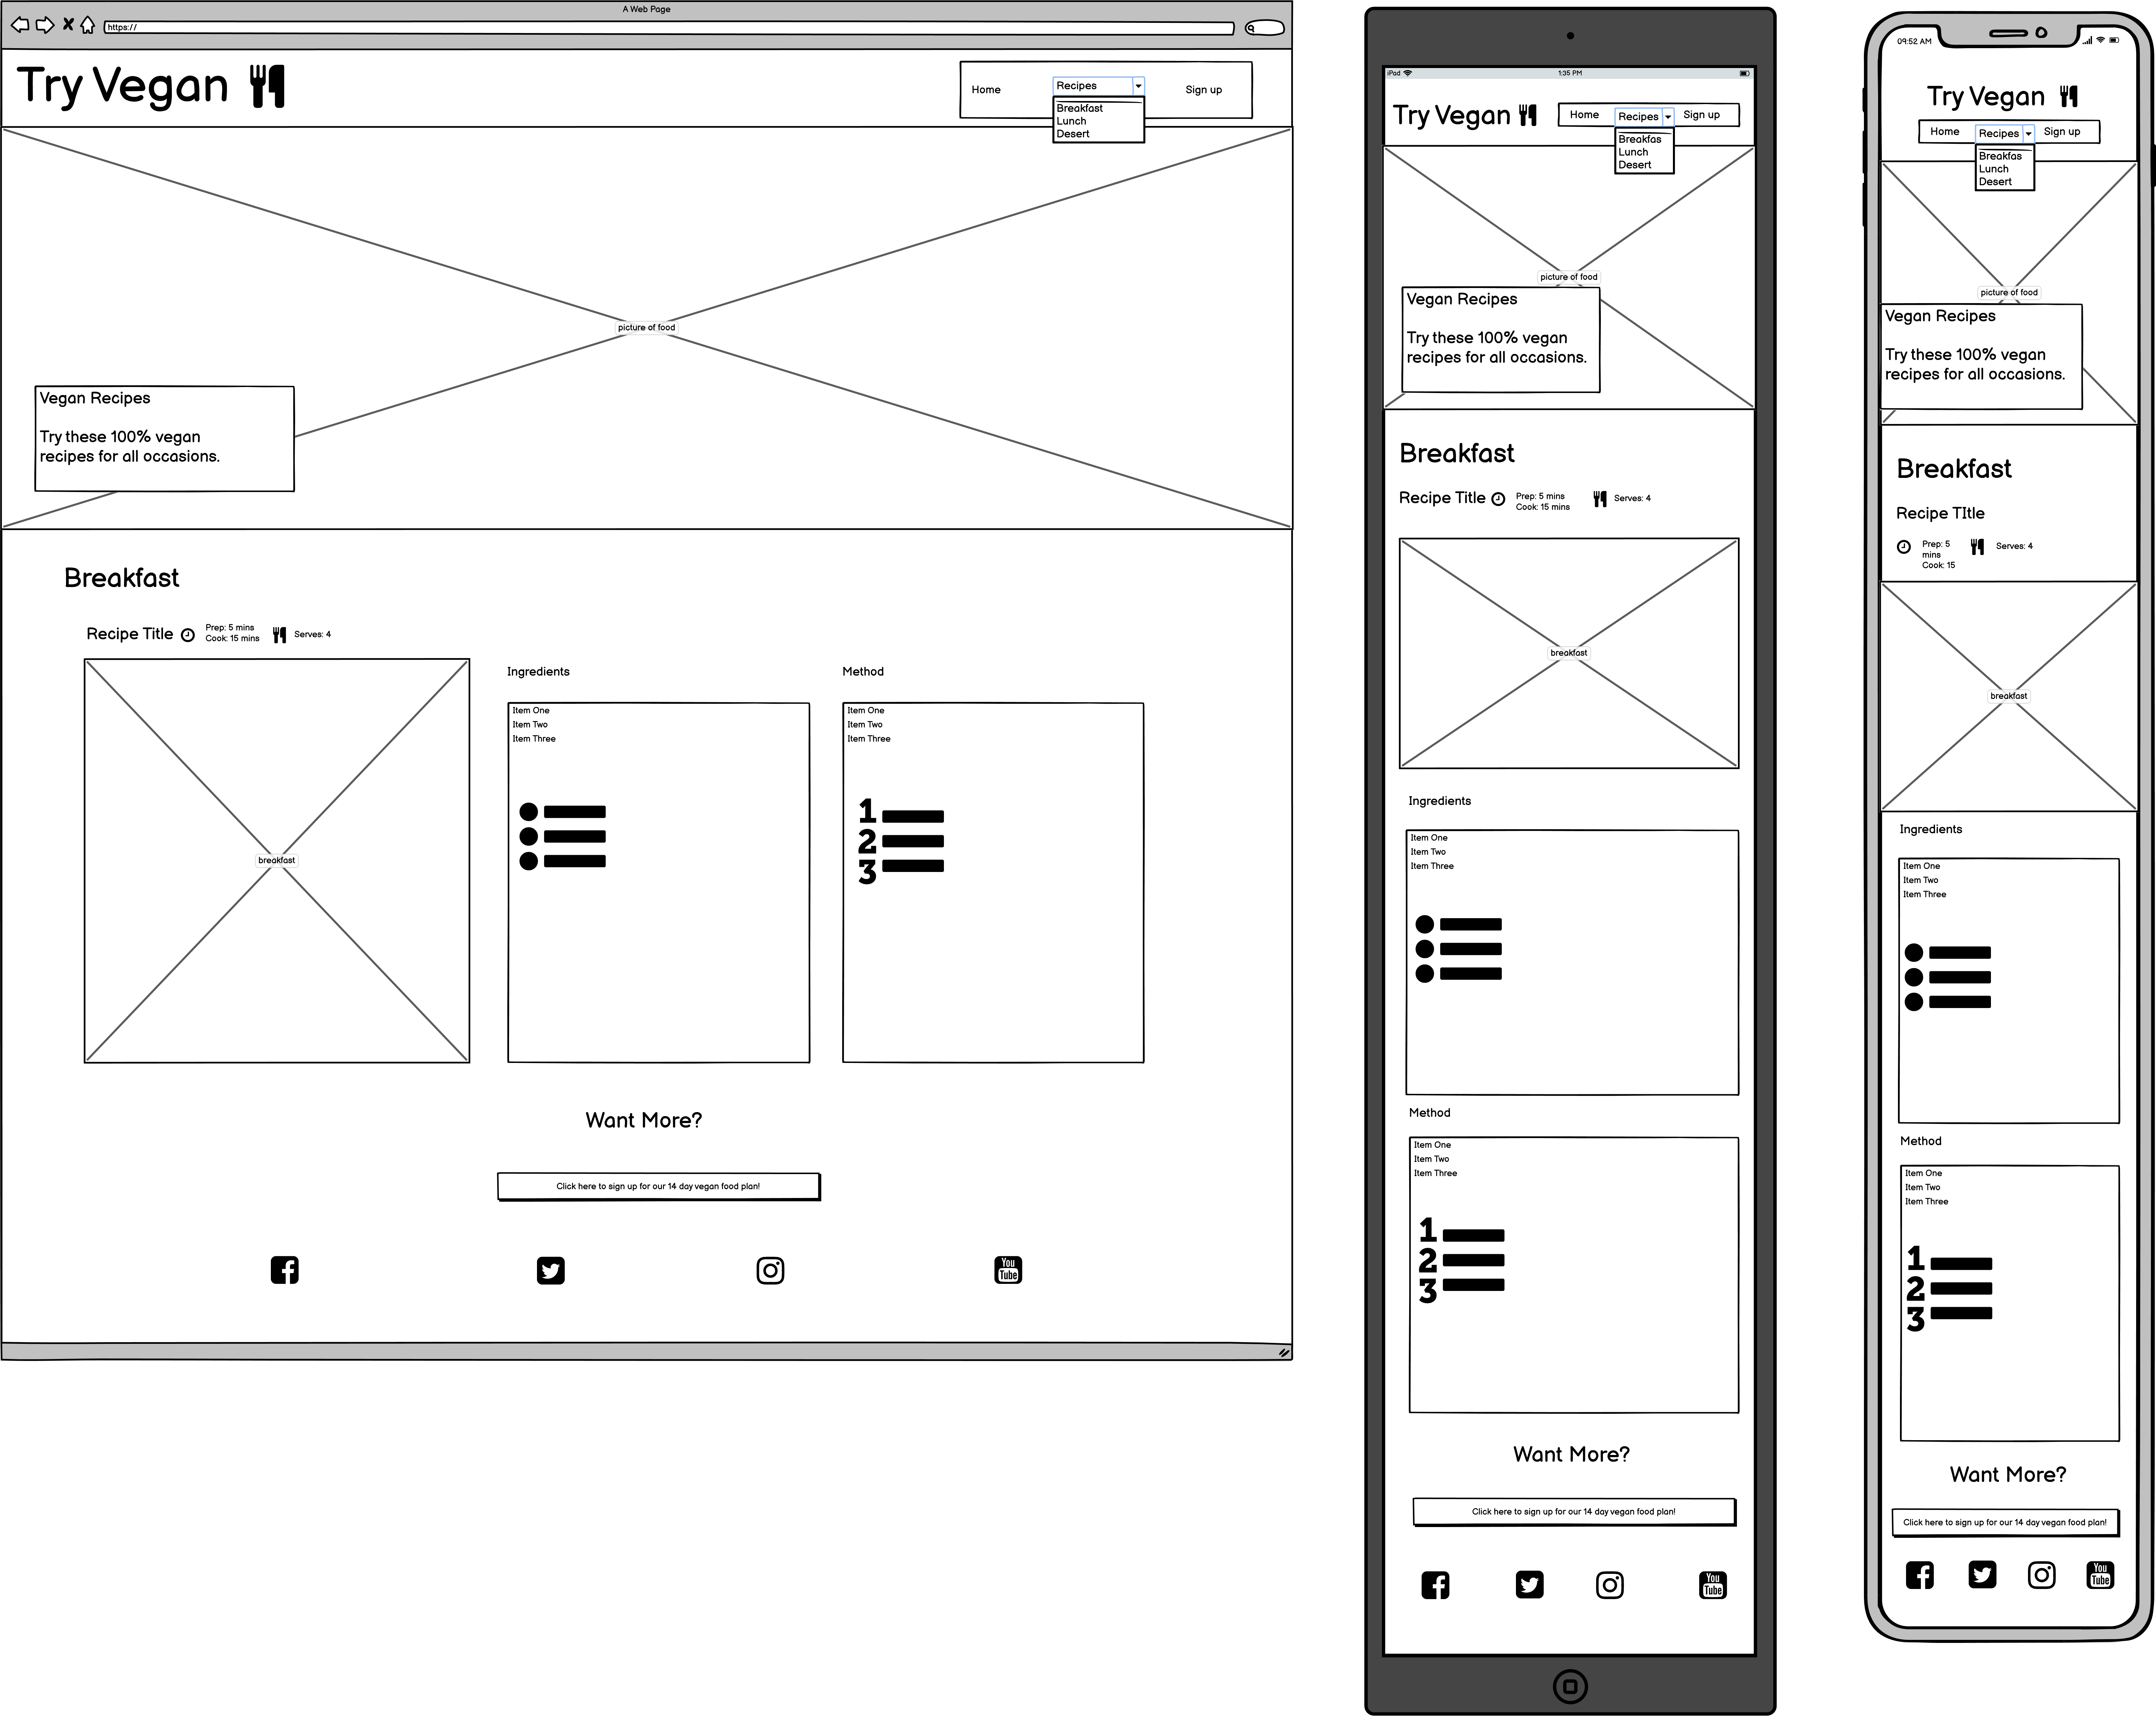 A Web Page
https://
Try Vegan
Home
Recipes
Sign up
Breakfast
Lunch
Desert
picture of food
Vegan Recipes
Try these 100% vegan
recipes for all occasions.
Breakfast
Recipe Title
Prep: 5 mins
Cook: 15 mins
Serves: 4
breakfast
Ingredients
Item One
Item Two
Item Three
Method
Item One
Item Two
Item Three
1
2
3
Want More?
Click here to sign up for our 14 day vegan food plan!
You
Tube
iPad
1:35 PM
Try Vegan
Home
Recipes
Sign up
Breakfas
Lunch
Desert
picture of food
Vegan Recipes
Try these 100% vegan
recipes for all occasions.
Breakfast
Recipe Title
Prep: 5 mins
Cook: 15 mins
Serves: 4
breakfast
Ingredients
Item One
Item Two
Item Three
Method
Item One
Item Two
Item Three
1
2
3
Want More?
Click here to sign up for our 14 day vegan food plan!
You
Tube
09:52 AM
Try Vegan
Home
Recipes
Sign up
Breakfas
Lunch
Desert
picture of food
Vegan Recipes
Try these 100% vegan
recipes for all occasions.
Breakfast
Recipe TItle
Prep: 5
mins
Cook: 15
Serves: 4
breakfast
Ingredients
Item One
Item Two
Item Three
Method
Item One
Item Two
Item Three
1
2
3
Want More?
Click here to sign up for our 14 day vegan food plan!
You
Tube